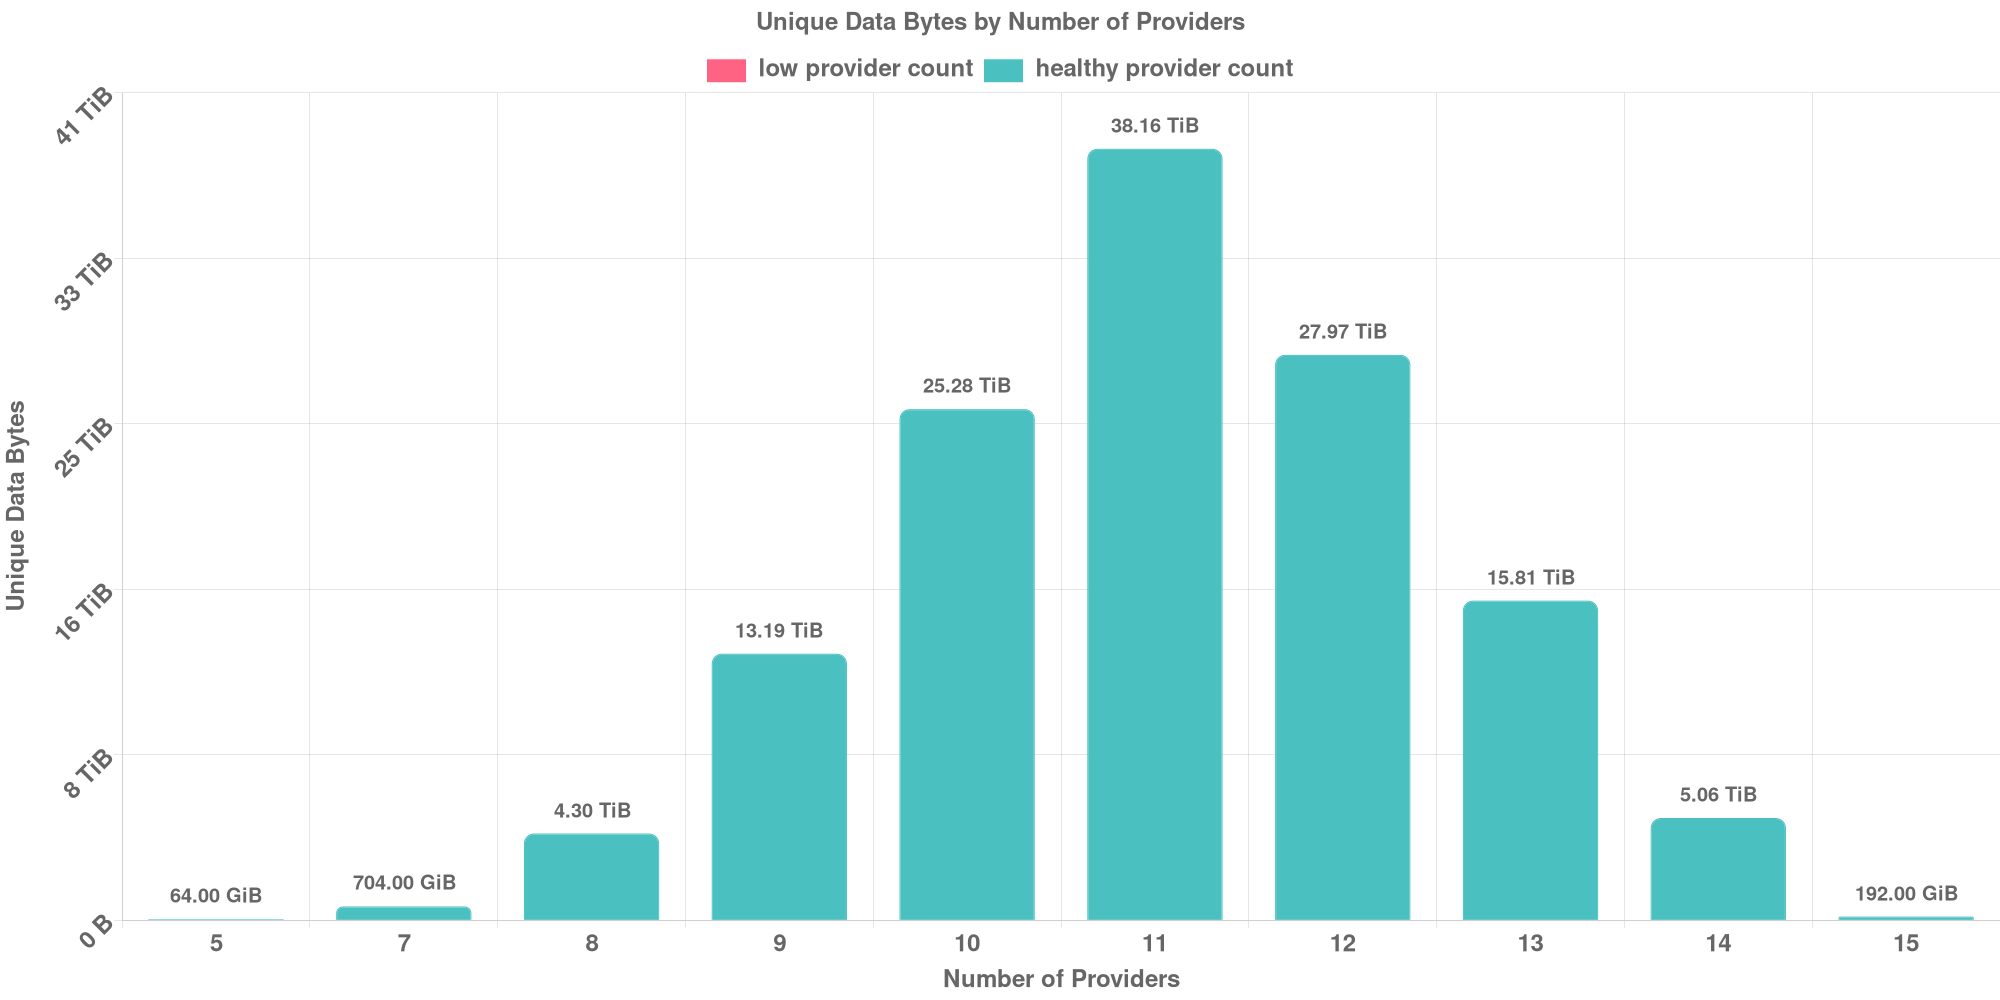 Unique Data Bytes by Number of Providers
low provider count healthy provider count
41 TiB
33 TiB
25 TiB
16 TiB
8 TiB
0 B
Unique Data Bytes
64.00 GiB
704.00 GiB
4.30 TiB
13.19 TiB
25.28 TiB
38.16 TiB
27.97 TiB
15.81 TiB
5.06 TiB
192.00 GiB
5 7 8 9 10 11 12 13 14 15
Number of Providers